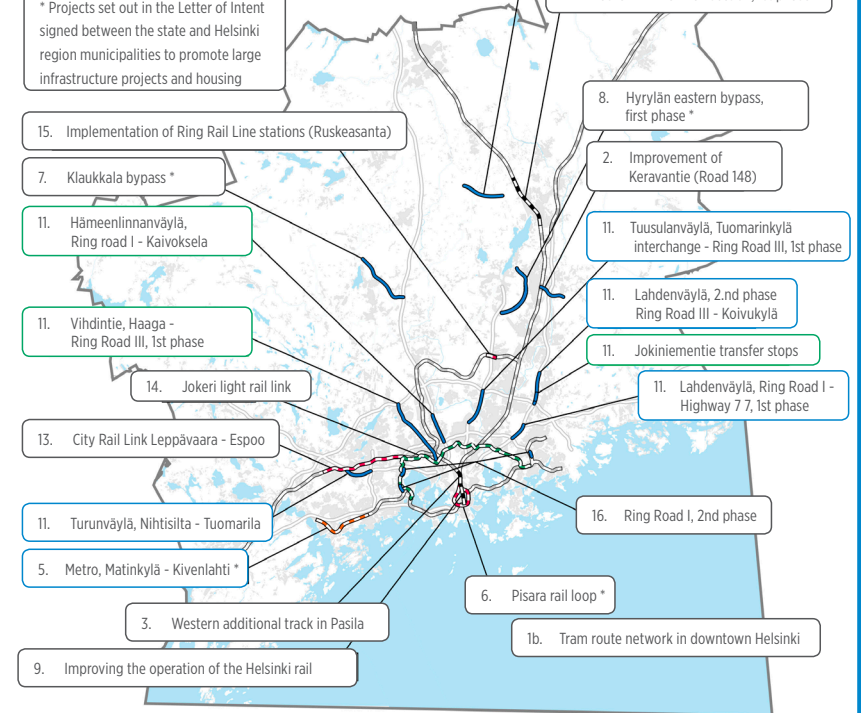 * Projects set out in the Letter of Intent
signed between the state and Helsinki
region municipalities to promote large
infrastructure projects and housing
8. Hyrylän eastern bypass,
first phase *
15. Implementation of Ring Rail Line stations (Ruskeasanta)
2. Improvement of
Keravantie (Road 148)
7. Klaukkala bypass *
11. Hämeenlinnanväylä,
Ring road I - Kaivoksela
11. Tuusulanväylä, Tuomarinkylä
interchange - Ring Road III, 1st phase
11. Lahdenväylä, 2.nd phase
Ring Road III - Koivukylä
11. Vihdintie, Haaga -
Ring Road III, 1st phase
11. Jokiniementie transfer stops
14. Jokeri light rail link
11. Lahdenväylä, Ring Road I -
Highway 7 7, 1st phase
13. City Rail Link Leppävaara - Espoo
11. Turunväylä, Nihtisilta - Tuomarila
16. Ring Road I, 2nd phase
5. Metro, Matinkylä - Kivenlahti *
6. Pisara rail loop *
3. Western additional track in Pasila
1b. Tram route network in downtown Helsinki
9. Improving the operation of the Helsinki rail